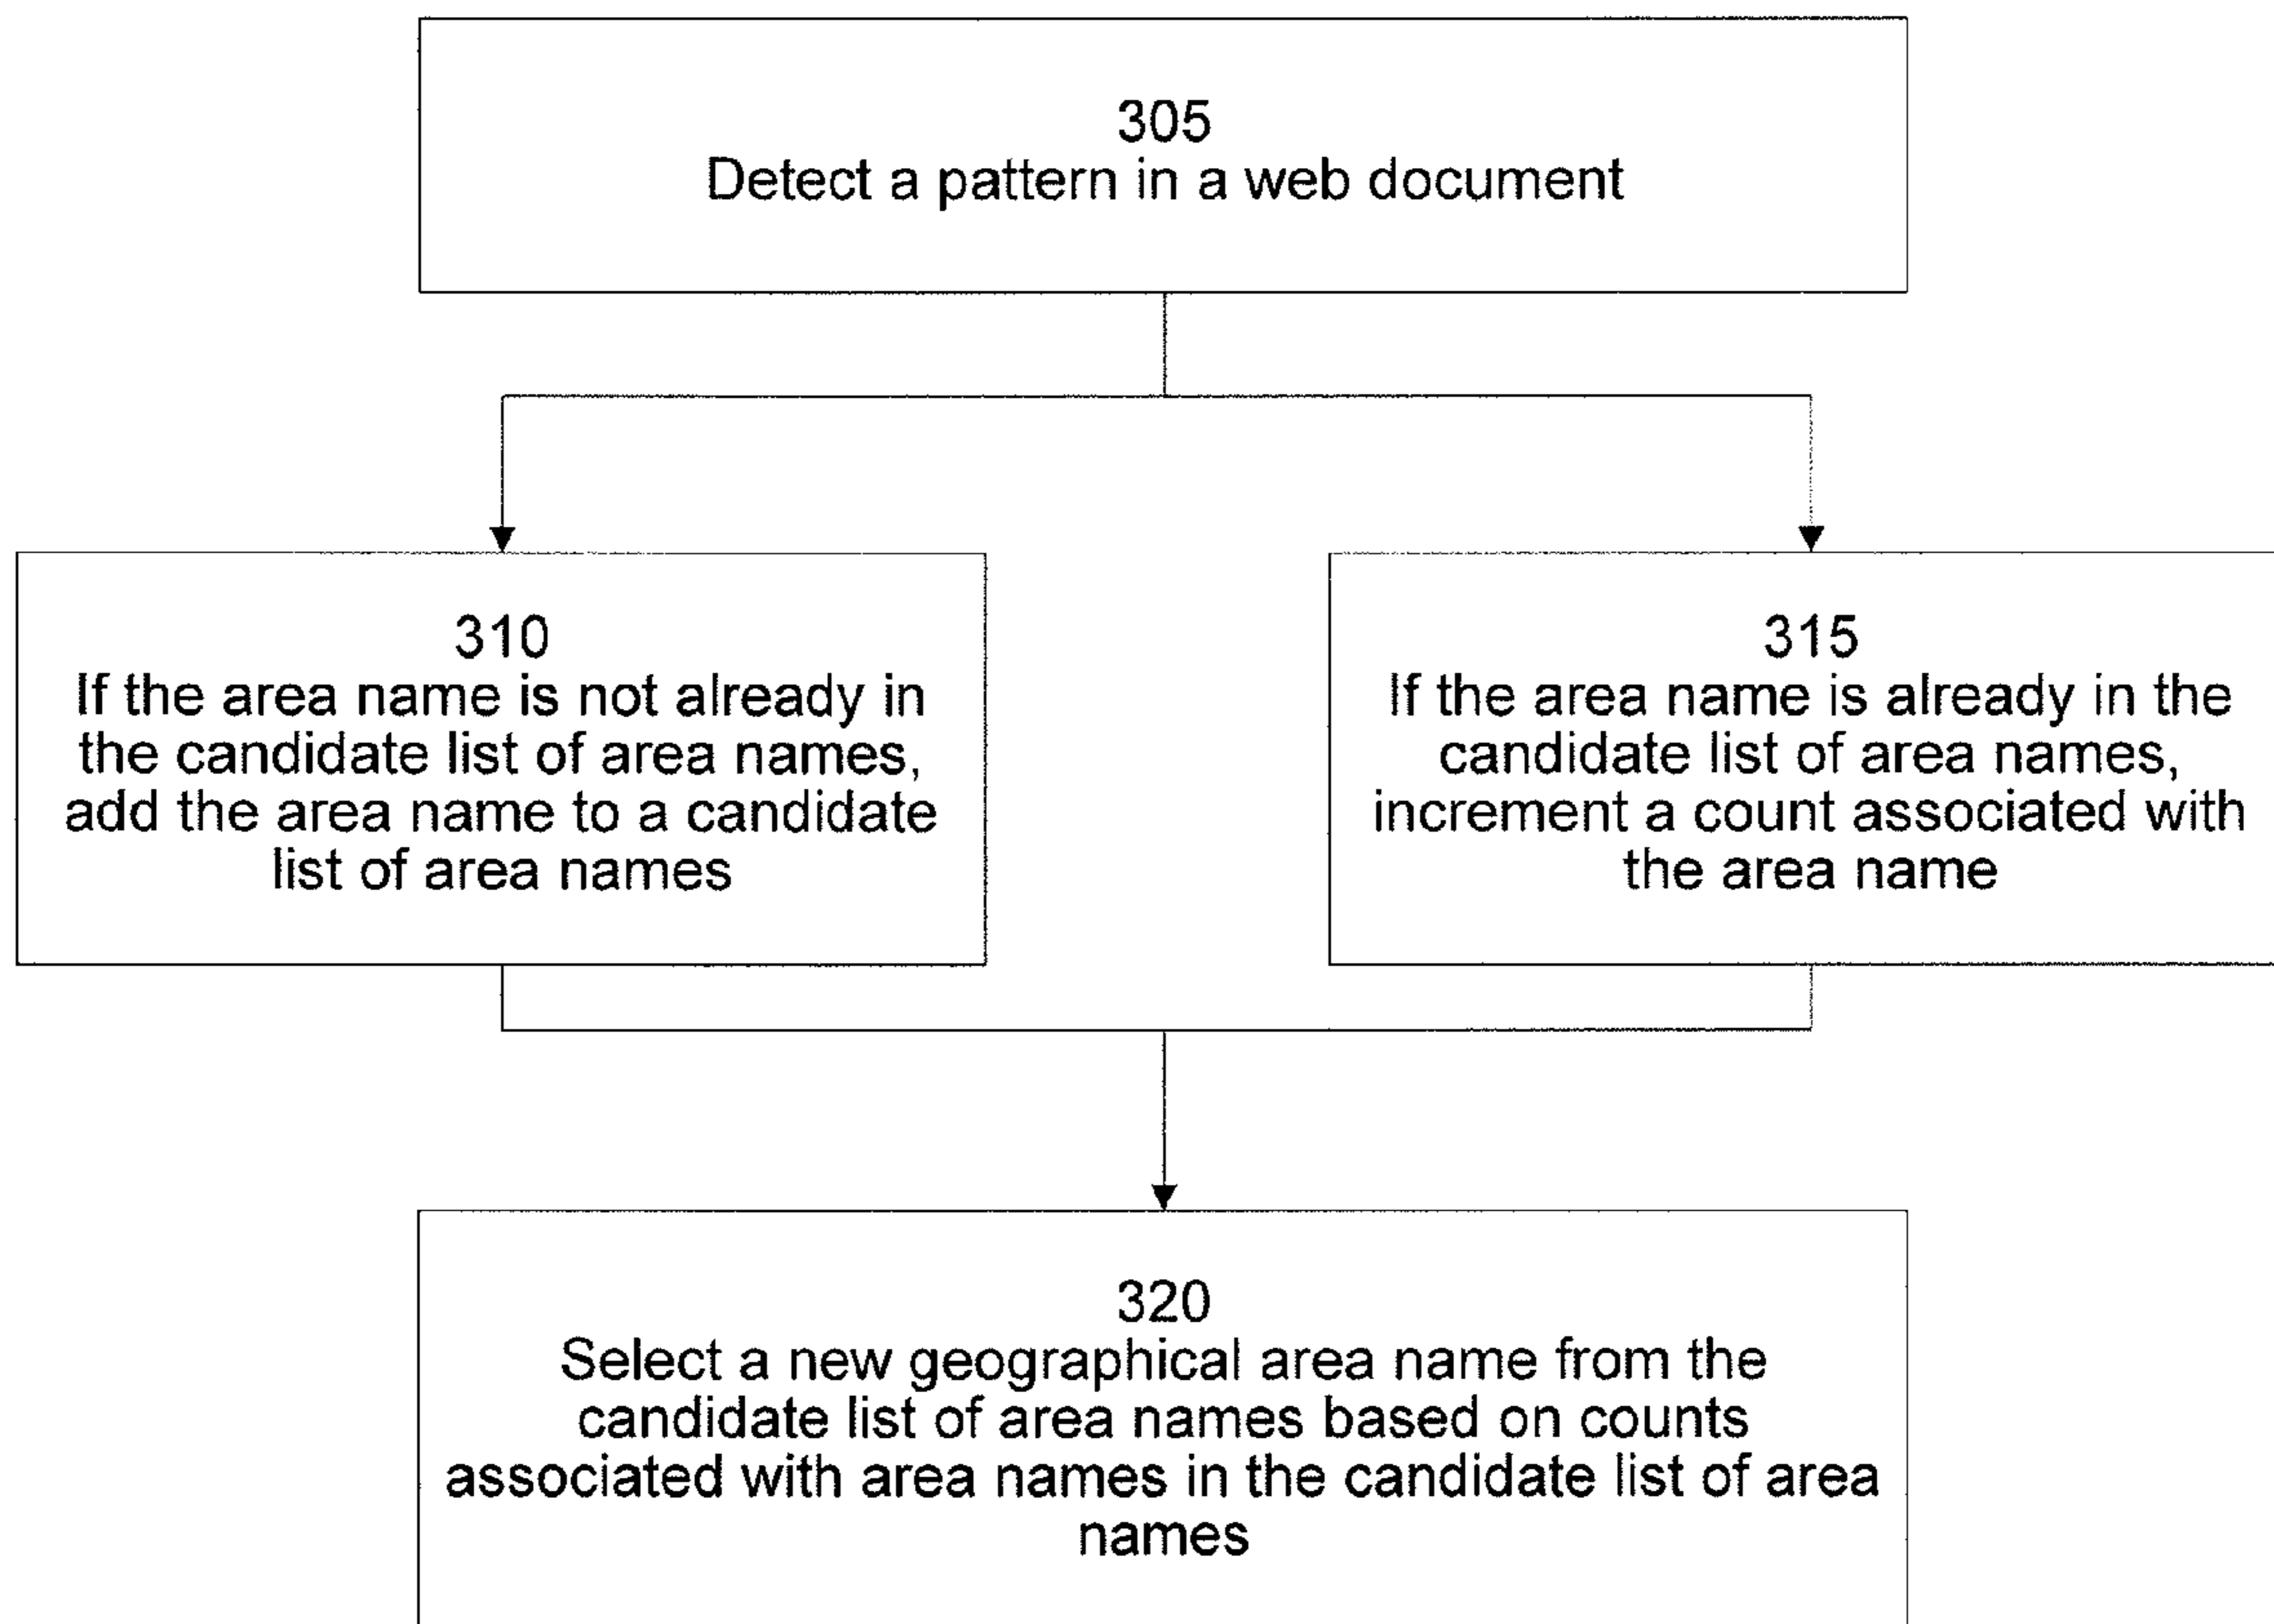 305
Detect a pattern in a web document
310
If the area name is not already in
the candidate list of area names,
add the area name to a candidate
list of area names
315
If the area name is already in the
candidate list of area names,
increment a count associated with
the area name
320
Select a new geographical area name from the
candidate list of area names based on counts
associated with area names in the candidate list of area
names